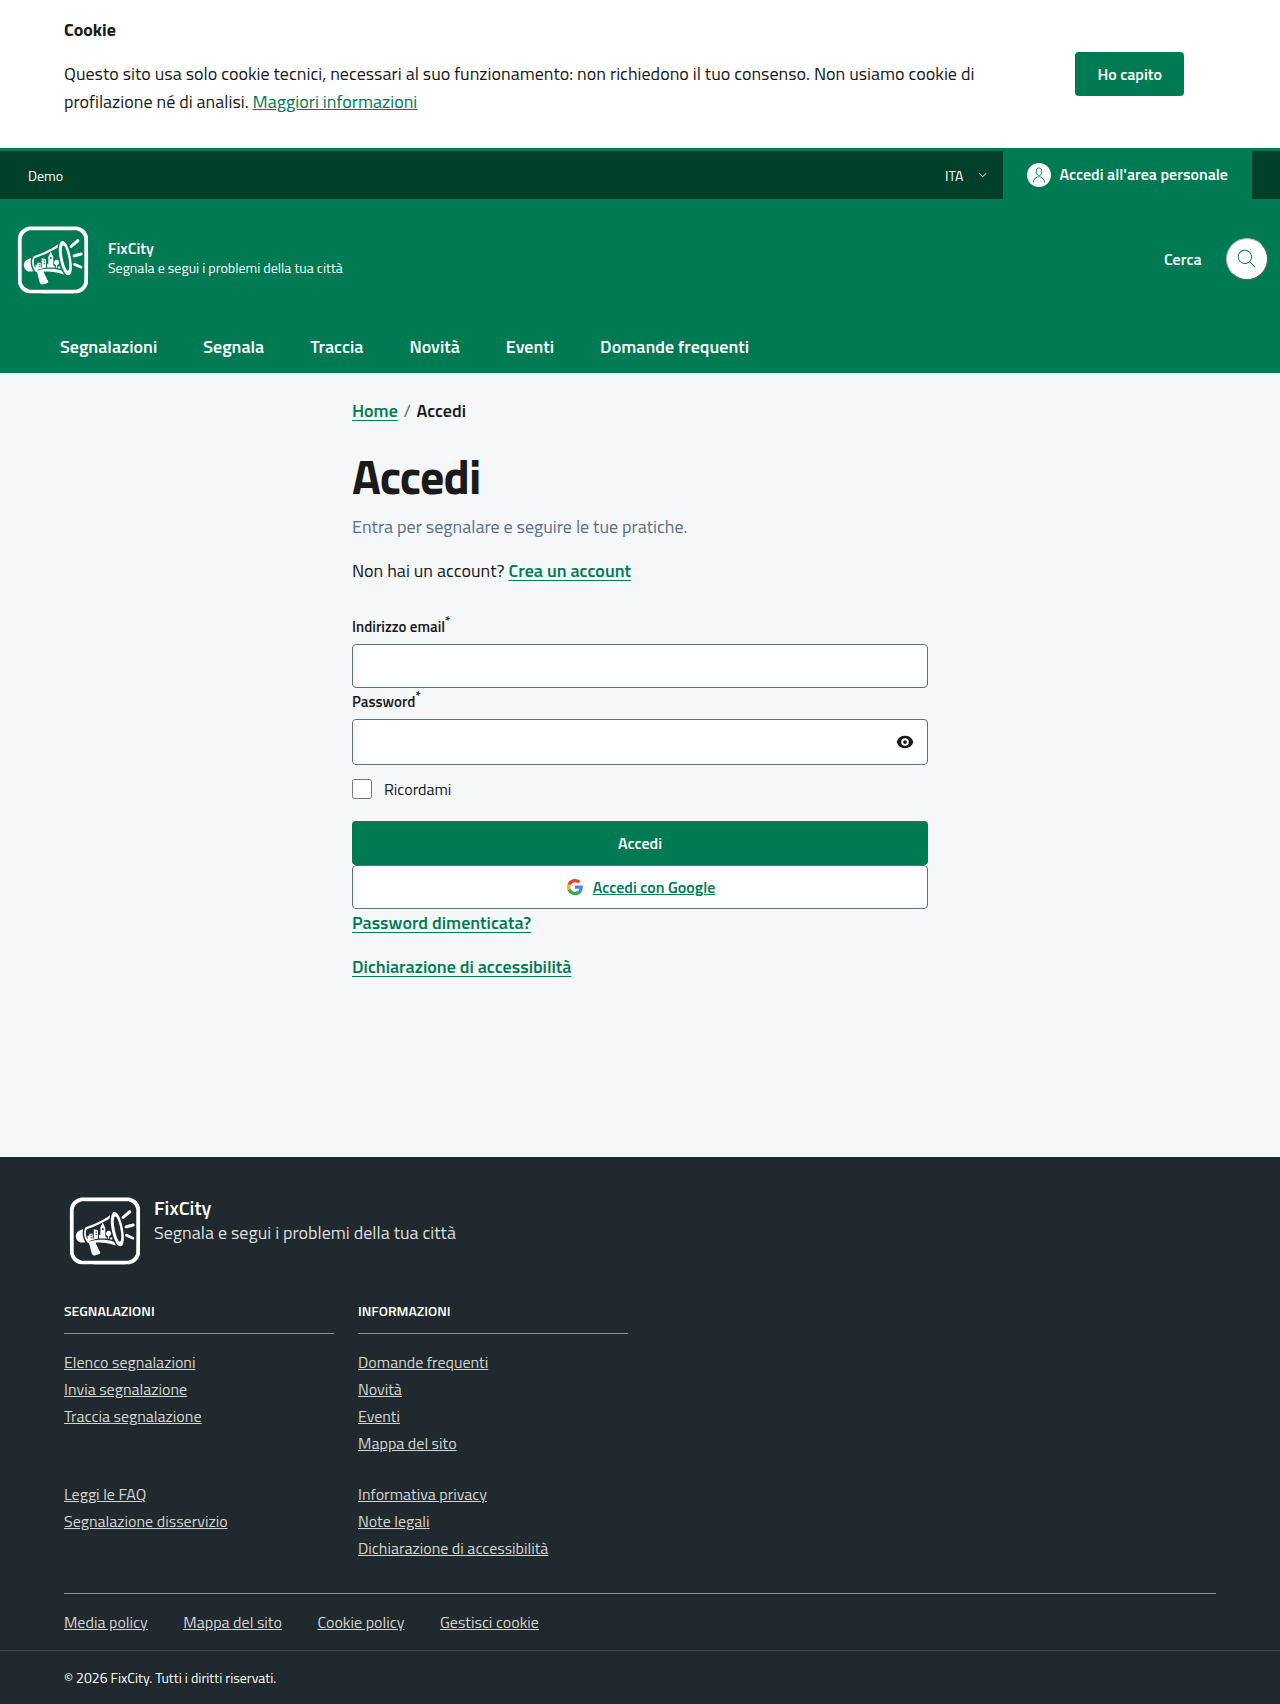 Cookie
Questo sito usa solo cookie tecnici, necessari al suo funzionamento: non richiedono il tuo consenso. Non usiamo cookie di
profilazione né di analisi. Maggiori informazioni
Ho capito
Demo
ITA
Accedi all'area personale
FixCity
Segnala e segui i problemi della tua città
Cerca
Segnalazioni
Segnala
Traccia
Novità
Eventi
Domande frequenti
Home / Accedi
Accedi
Entra per segnalare e seguire le tue pratiche.
Non hai un account? Crea un account
Indirizzo email*
Password*
Ricordami
Accedi
Accedi con Google
Password dimenticata?
Dichiarazione di accessibilità
FixCity
Segnala e segui i problemi della tua città
SEGNALAZIONI
Elenco segnalazioni
Invia segnalazione
Traccia segnalazione
INFORMAZIONI
Domande frequenti
Novità
Eventi
Mappa del sito
Leggi le FAQ
Segnalazione disservizio
Informativa privacy
Note legali
Dichiarazione di accessibilità
Media policy
Mappa del sito
Cookie policy
Gestisci cookie
© 2026 FixCity. Tutti i diritti riservati.